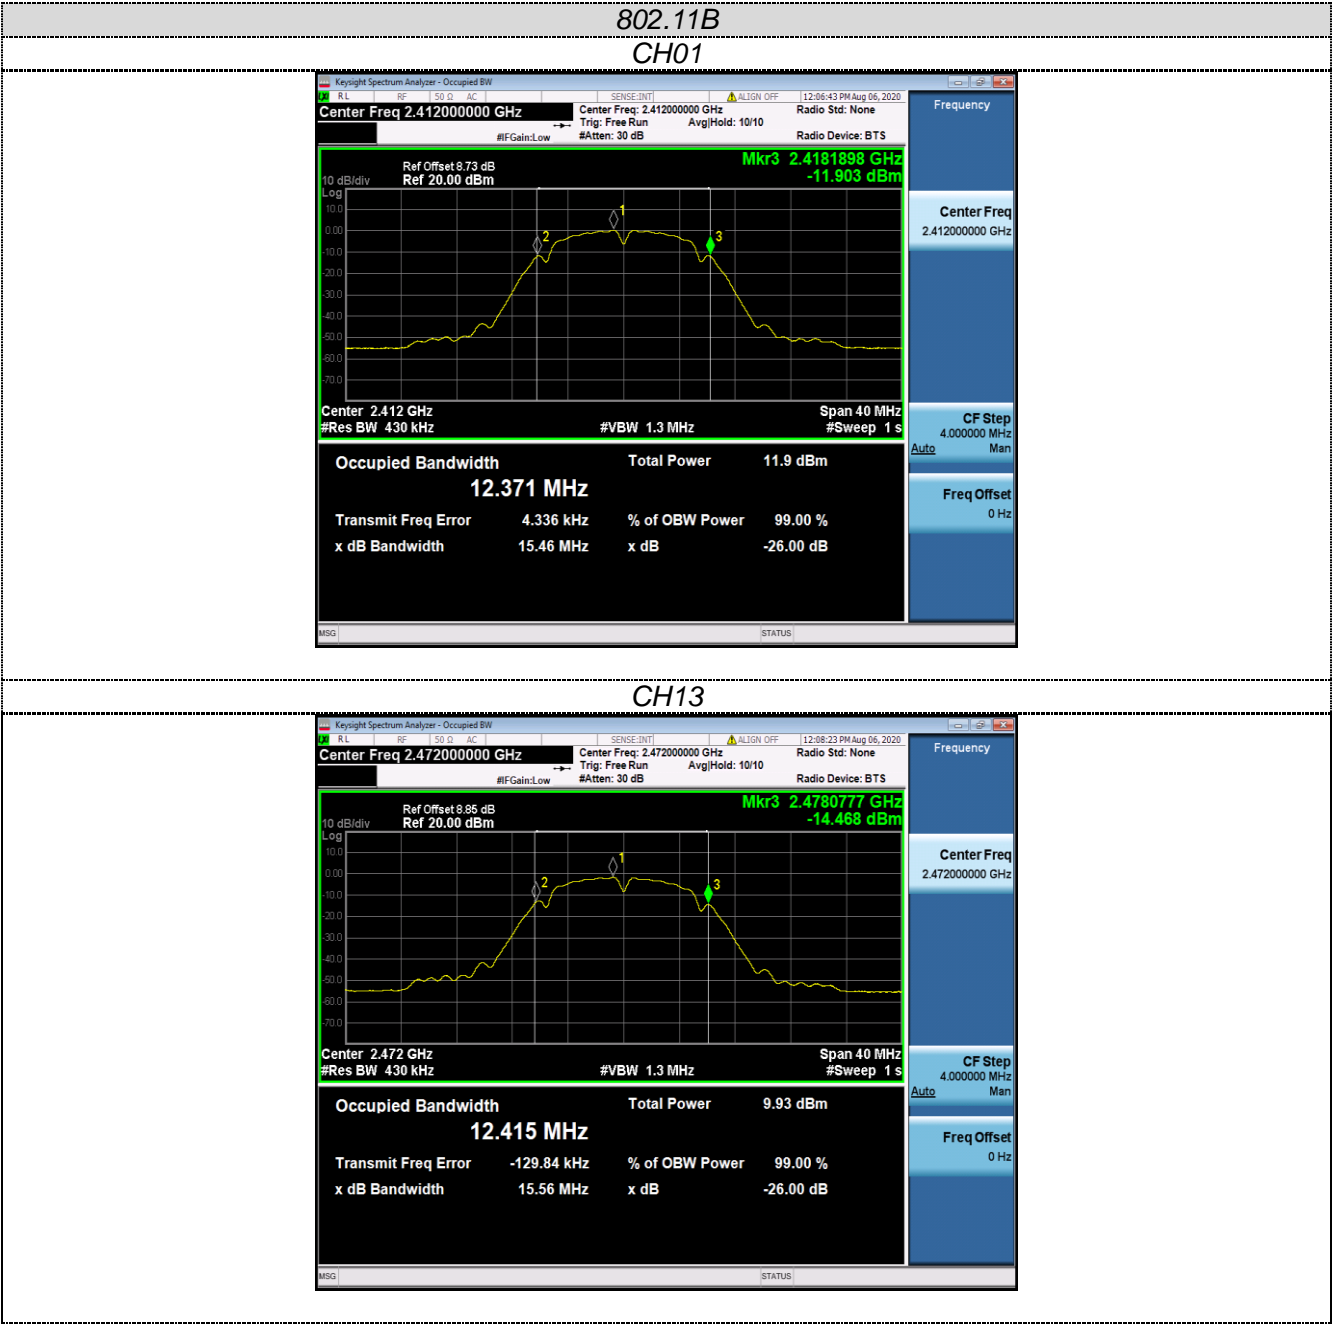 802.11B
CH01
Keysight Spectrum Analyzer - Occupied BW
RL RF 50 Ω AC SENSE:INT ALIGN OFF 12:06:43 PM Aug 06, 2020
Center Freq 2.412000000 GHz
Center Freq: 2.412000000 GHz Radio Std: None
Trig: Free Run Avg|Hold: 10/10
#IFGain:Low #Atten: 30 dB Radio Device: BTS
Frequency
Mkr3 2.4181898 GHz
-11.903 dBm
Ref Offset 8.73 dB
10 dB/div Ref 20.00 dBm
Log
10.0
0.00
-10.0
-20.0
-30.0
-40.0
-50.0
-60.0
-70.0
1
2
3
Center 2.412 GHz Span 40 MHz
#Res BW 430 kHz #VBW 1.3 MHz #Sweep 1 s
Occupied Bandwidth Total Power 11.9 dBm
12.371 MHz
Transmit Freq Error 4.336 kHz % of OBW Power 99.00 %
x dB Bandwidth 15.46 MHz x dB -26.00 dB
Center Freq
2.412000000 GHz
CF Step
4.000000 MHz
Auto Man
Freq Offset
0 Hz
MSG STATUS
CH13
Keysight Spectrum Analyzer - Occupied BW
RL RF 50 Ω AC SENSE:INT ALIGN OFF 12:08:23 PM Aug 06, 2020
Center Freq 2.472000000 GHz
Center Freq: 2.472000000 GHz Radio Std: None
Trig: Free Run Avg|Hold: 10/10
#IFGain:Low #Atten: 30 dB Radio Device: BTS
Frequency
Mkr3 2.4780777 GHz
-14.468 dBm
Ref Offset 8.85 dB
10 dB/div Ref 20.00 dBm
Log
10.0
0.00
-10.0
-20.0
-30.0
-40.0
-50.0
-60.0
-70.0
1
2
3
Center 2.472 GHz Span 40 MHz
#Res BW 430 kHz #VBW 1.3 MHz #Sweep 1 s
Occupied Bandwidth Total Power 9.93 dBm
12.415 MHz
Transmit Freq Error -129.84 kHz % of OBW Power 99.00 %
x dB Bandwidth 15.56 MHz x dB -26.00 dB
Center Freq
2.472000000 GHz
CF Step
4.000000 MHz
Auto Man
Freq Offset
0 Hz
MSG STATUS